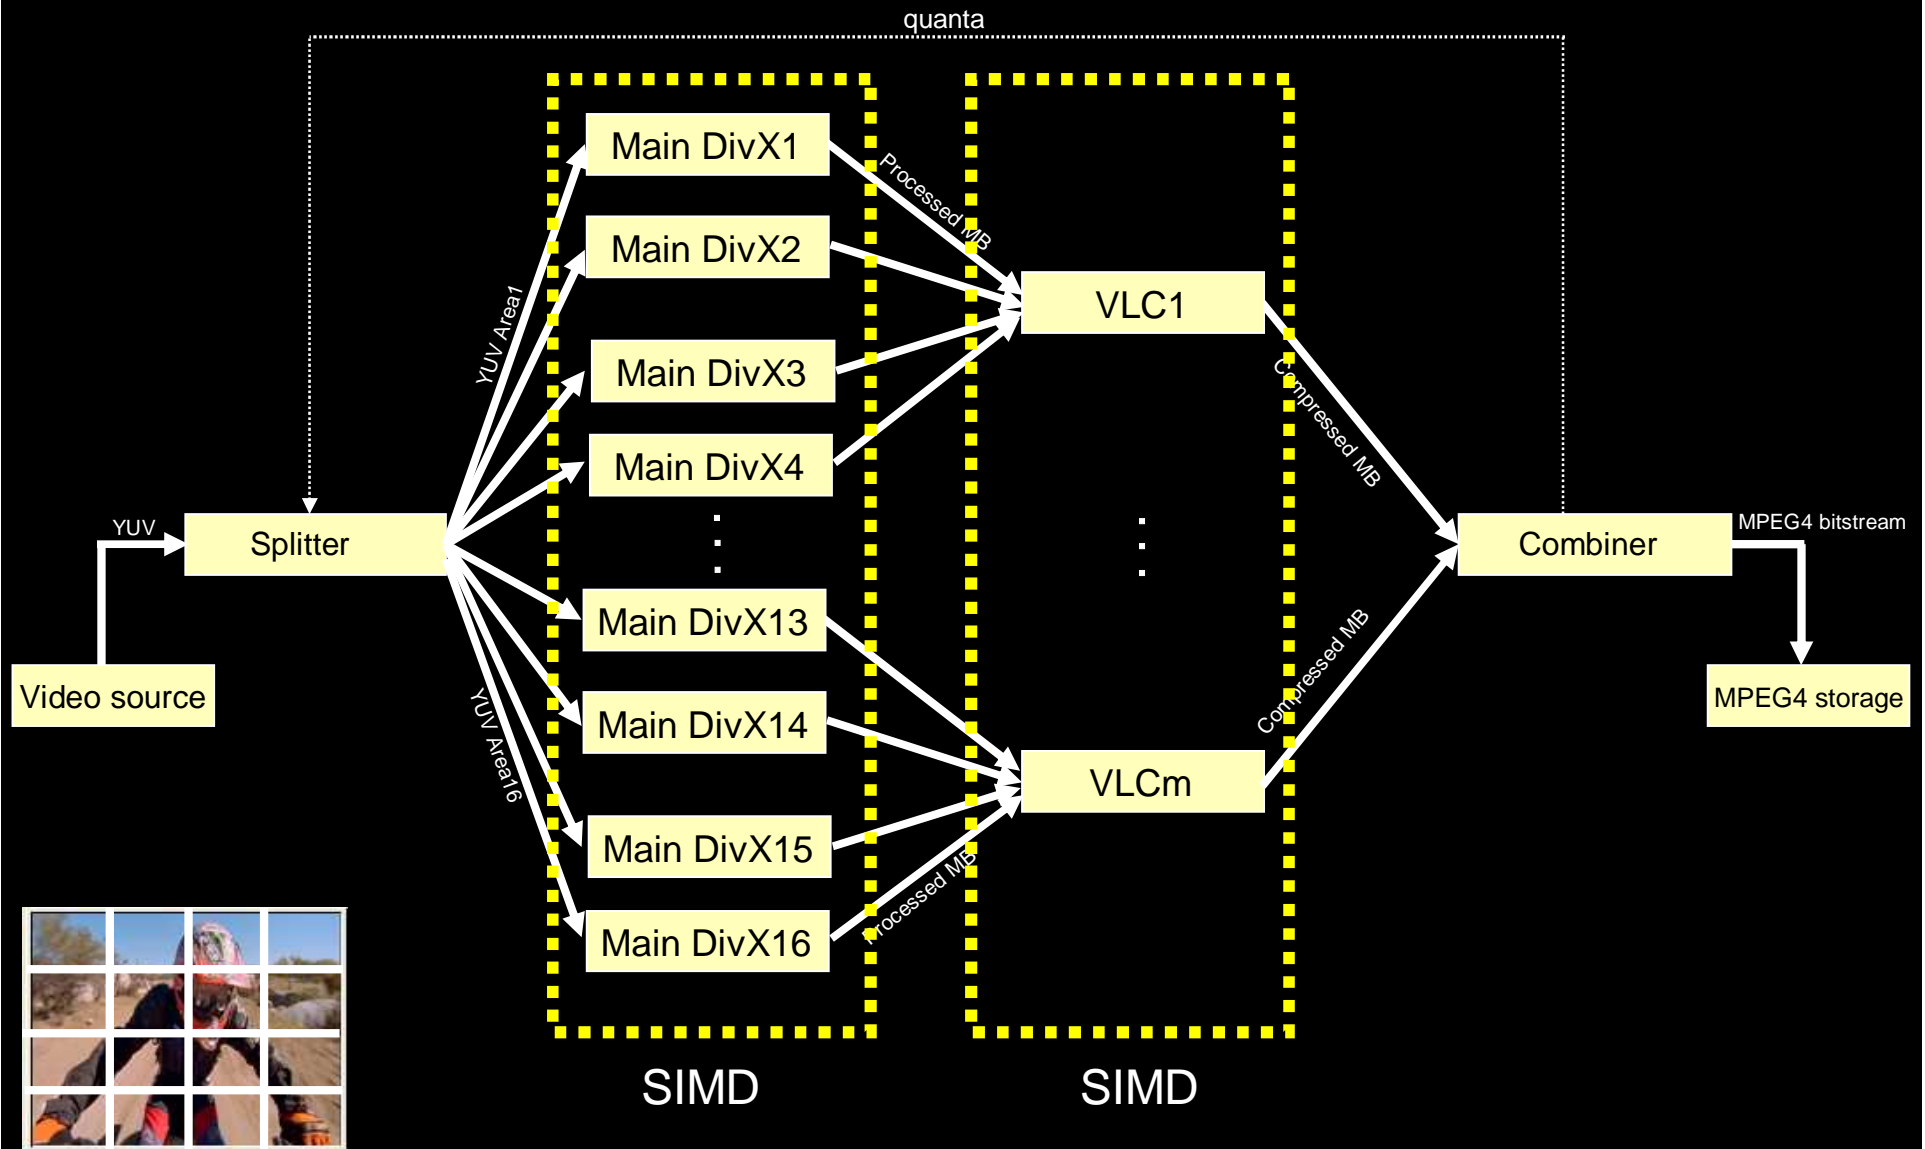 quanta
Main DivX1
Processed MB
Main DivX2
YUV Area1
VLC1
Main DivX3
Compressed MB
Main DivX4
YUV
Splitter
.
.
.
.
.
.
Combiner
MPEG4 bitstream
Main DivX13
Compressed MB
Video source
MPEG4 storage
YUV Area16
Main DivX14
VLCm
Main DivX15
Processed MB
Main DivX16
SIMD
SIMD